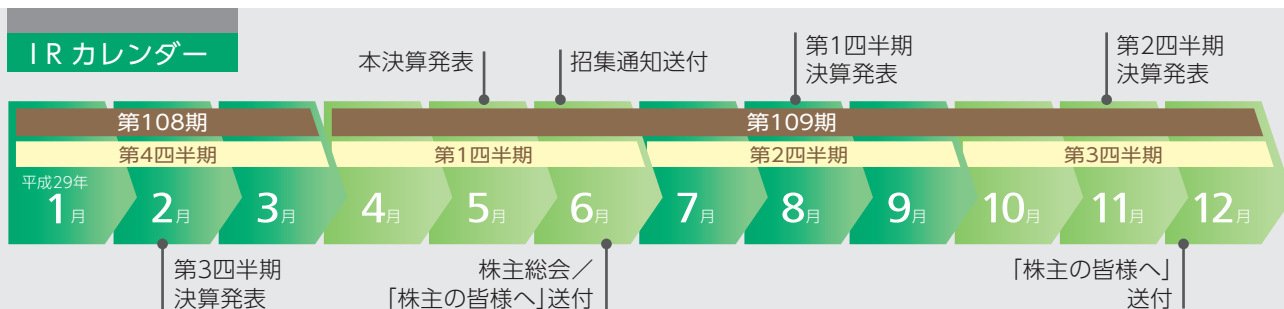 IRカレンダー
本決算発表
招集通知送付
第1四半期
決算発表
第2四半期
決算発表
第108期
第109期
第4四半期
第1四半期
第2四半期
第3四半期
平成29年
1月
2月
3月
4月
5月
6月
7月
8月
9月
10月
11月
12月
第3四半期
決算発表
株主総会／
「株主の皆様へ」送付
「株主の皆様へ」
送付